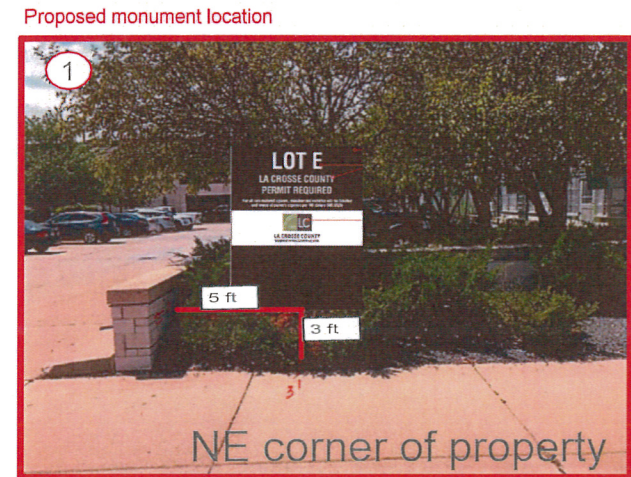 Proposed monument location
1
LOT E
LA CROSSE COUNTY
PERMIT REQUIRED
LC
LA CROSSE COUNTY
5 ft
3 ft
3'
NE corner of property